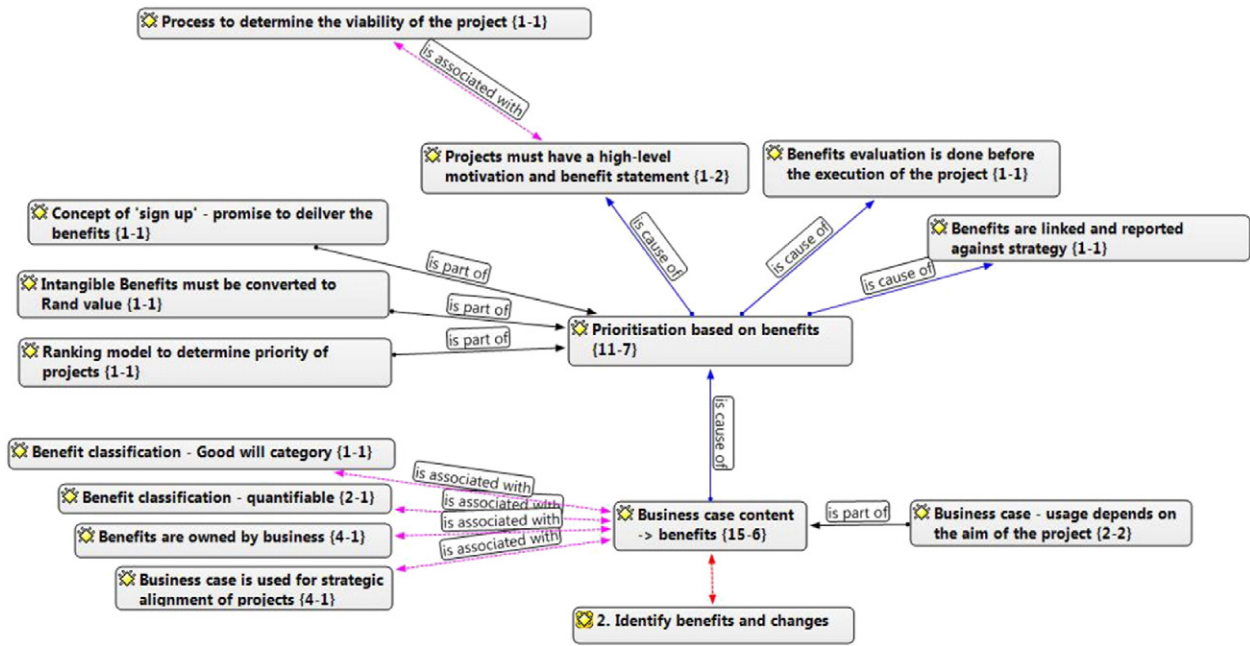 Process to determine the viability of the project {1-1}
is associated with
Projects must have a high-level
motivation and benefit statement {1-2}
Benefits evaluation is done before
the execution of the project {1-1}
Concept of 'sign up' - promise to deilver the
benefits {1-1}
Benefits are linked and reported
against strategy {1-1}
is cause of
is cause of
is cause of
is part of
Intangible Benefits must be converted to
Rand value {1-1}
is part of
Prioritisation based on benefits
{11-7}
is part of
Ranking model to determine priority of
projects {1-1}
is cause of
Benefit classification - Good will category {1-1}
is associated with
Benefit classification - quantifiable {2-1}
is associated with
Benefits are owned by business {4-1}
is associated with
is associated with
Business case is used for strategic
alignment of projects {4-1}
Business case content
-> benefits {15-6}
is part of
Business case - usage depends on
the aim of the project {2-2}
2. Identify benefits and changes